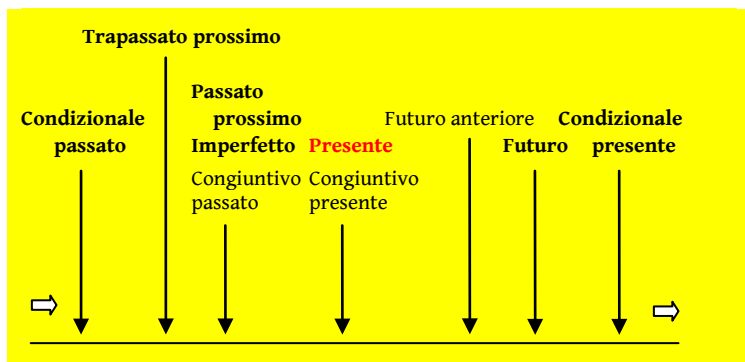 Trapassato prossimo
Condizionale
passato
Passato
prossimo
Imperfetto
Congiuntivo
passato
Presente
Congiuntivo
presente
Futuro anteriore
Futuro
Condizionale
presente